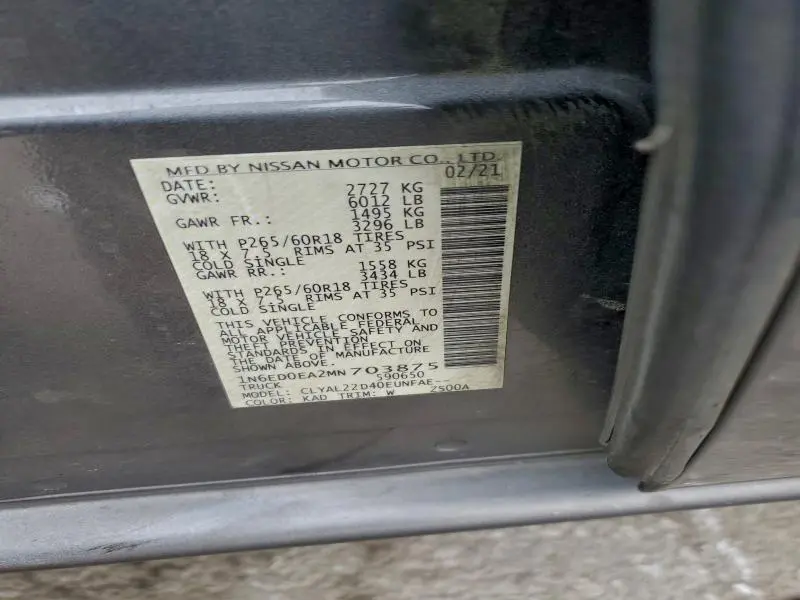 MFD BY NISSAN MOTOR CO., LTD.
DATE: 02/21
GVWR: 2727 KG
6012 LB
GAWR FR.: 1495 KG
3296 LB
WITH P265/60R18 TIRES
18 X 7.5 RIMS AT 35 PSI
COLD SINGLE
GAWR RR.: 1558 KG
3434 LB
WITH P265/60R18 TIRES
18 X 7.5 RIMS AT 35 PSI
COLD SINGLE
THIS VEHICLE CONFORMS TO
ALL APPLICABLE FEDERAL
MOTOR VEHICLE SAFETY AND
THEFT PREVENTION
STANDARDS IN EFFECT ON
THE DATE OF MANUFACTURE
SHOWN ABOVE.
1N6ED0EA2MN703875
TRUCK 590650
MODEL: CLYAL22D40EUNFAE--
COLOR: KAD TRIM: W Z500A